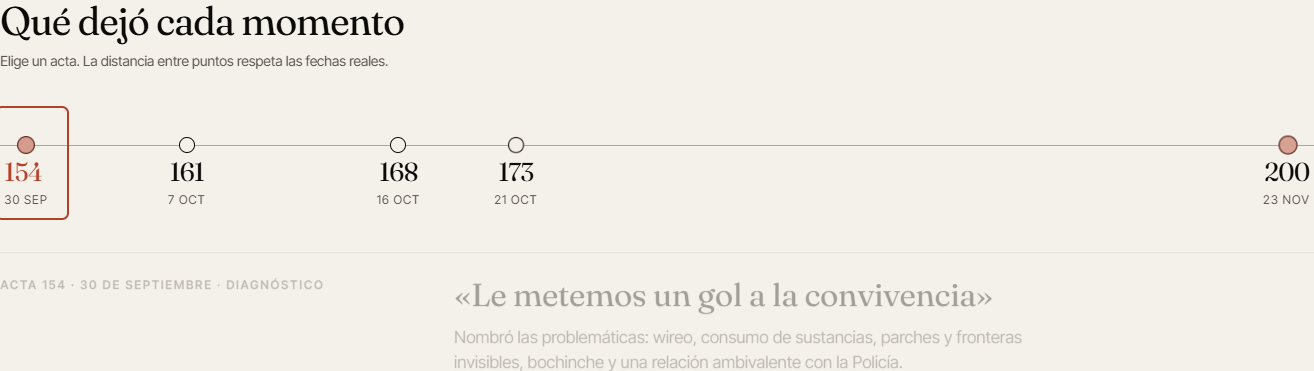 Qué dejó cada momento
Elige un acta. La distancia entre puntos respeta las fechas reales.
154
161
168
173
200
30 SEP
7 OCT
16 OCT
21 OCT
23 NOV
ACTA 154 · 30 DE SEPTIEMBRE · DIAGNÓSTICO
«Le metemos un gol a la convivencia»
Nombró las problemáticas: wireo, consumo de sustancias, parches y fronteras
invisibles, bochinche y una relación ambivalente con la Policía.